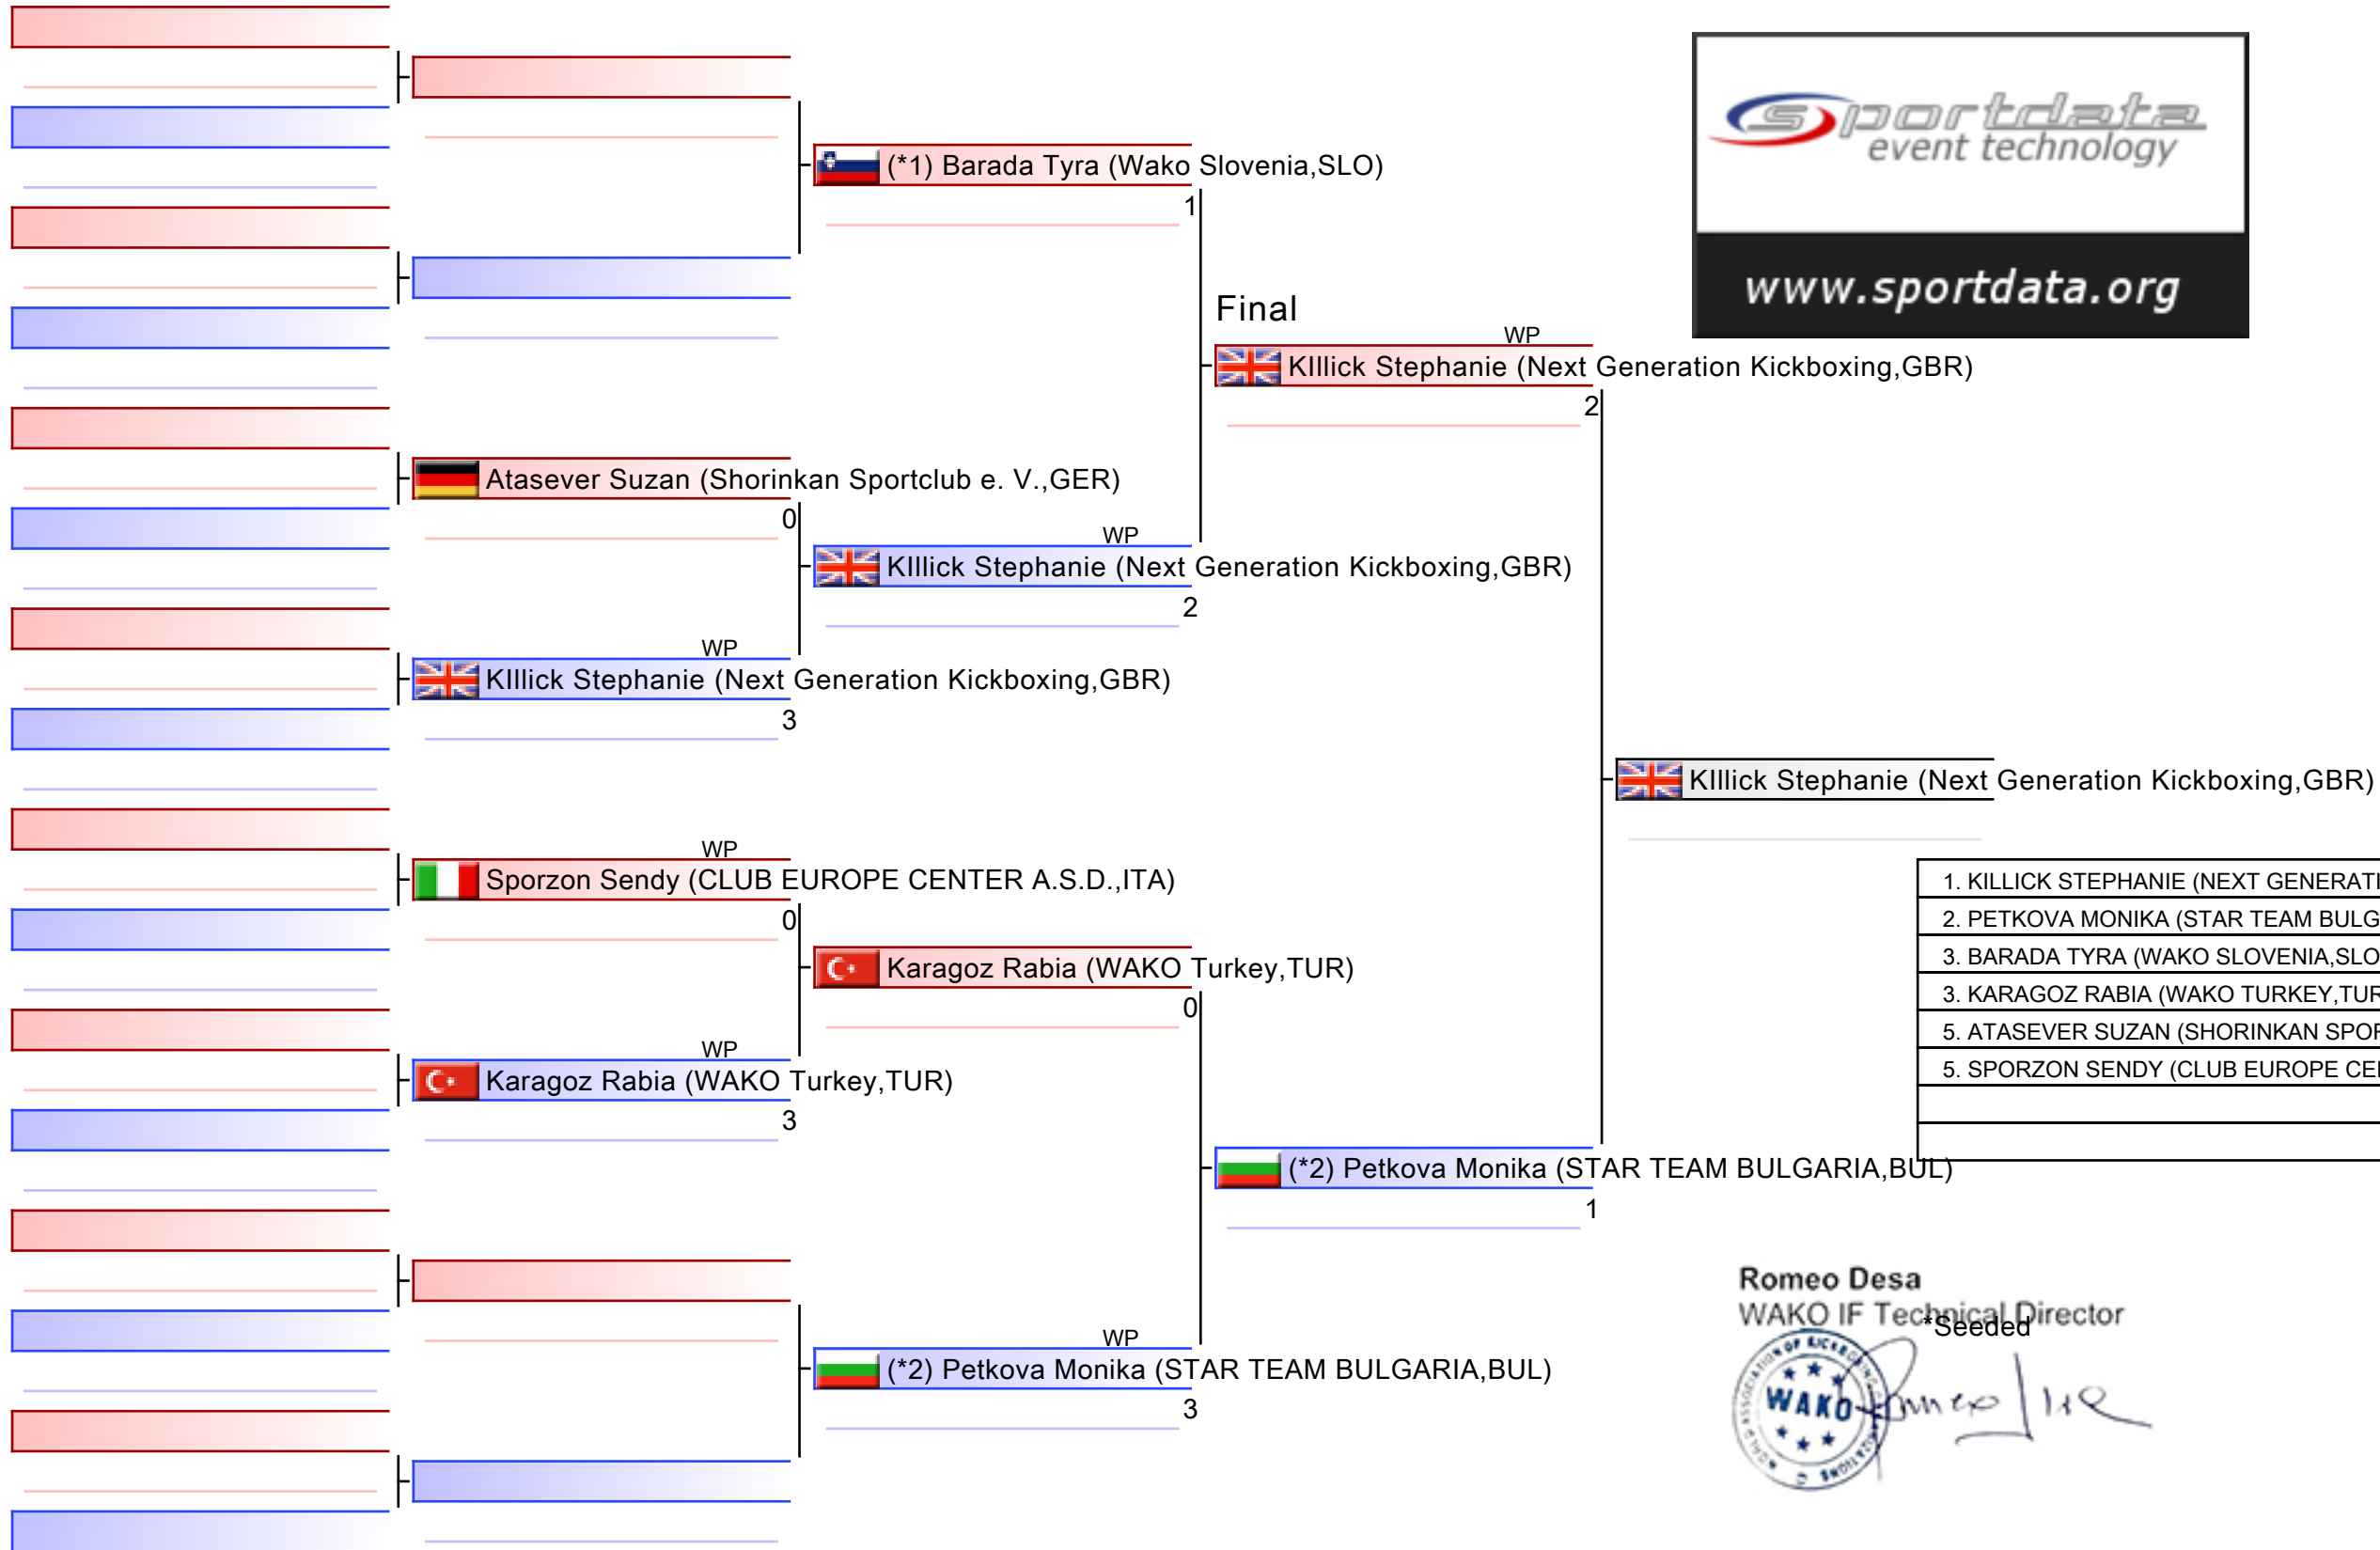 sportdata
event technology
www.sportdata.org
(*1) Barada Tyra (Wako Slovenia,SLO)
1
Final
WP
KIllick Stephanie (Next Generation Kickboxing,GBR)
2
Atasever Suzan (Shorinkan Sportclub e. V.,GER)
0
WP
KIllick Stephanie (Next Generation Kickboxing,GBR)
2
WP
KIllick Stephanie (Next Generation Kickboxing,GBR)
3
KIllick Stephanie (Next Generation Kickboxing,GBR)
WP
Sporzon Sendy (CLUB EUROPE CENTER A.S.D.,ITA)
0
Karagoz Rabia (WAKO Turkey,TUR)
0
WP
Karagoz Rabia (WAKO Turkey,TUR)
3
1. KILLICK STEPHANIE (NEXT GENERATI
2. PETKOVA MONIKA (STAR TEAM BULG
3. BARADA TYRA (WAKO SLOVENIA,SLO
3. KARAGOZ RABIA (WAKO TURKEY,TUR
5. ATASEVER SUZAN (SHORINKAN SPOR
5. SPORZON SENDY (CLUB EUROPE CE
(*2) Petkova Monika (STAR TEAM BULGARIA,BUL)
1
WP
(*2) Petkova Monika (STAR TEAM BULGARIA,BUL)
3
Romeo Desa
WAKO IF Technical Director
*Seeded
WAKO